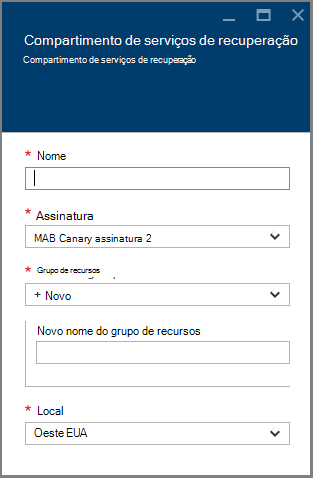 Compartimento de serviços de recuperação
Compartimento de serviços de recuperação
* Nome
* Assinatura
MAB Canary assinatura 2
* Grupo de recursos
+ Novo
Novo nome do grupo de recursos
* Local
Oeste EUA